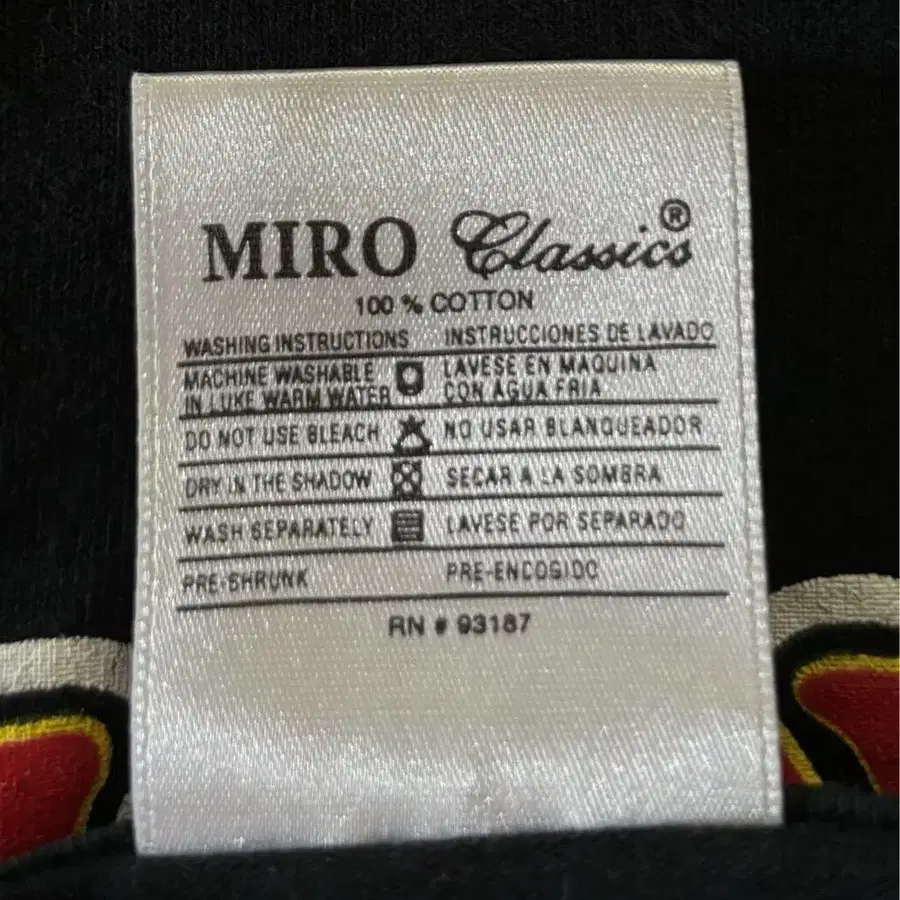 MIRO Classics®
100 % COTTON
WASHING INSTRUCTIONS INSTRUCCIONES DE LAVADO
MACHINE WASHABLE LAVESE EN MAQUINA
IN LUKE WARM WATER CON AGUA FRIA
DO NOT USE BLEACH NO USAR BLANQUEADOR
DRY IN THE SHADOW SECAR A LA SOMBRA
WASH SEPARATELY LAVESE POR SEPARADO
PRE-SHRUNK PRE-ENCOGIDO
RN # 93187